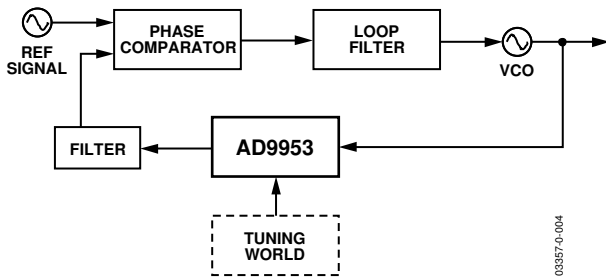 REF
SIGNAL
PHASE
COMPARATOR
LOOP
FILTER
VCO
FILTER
AD9953
TUNING
WORLD
03357-0-004